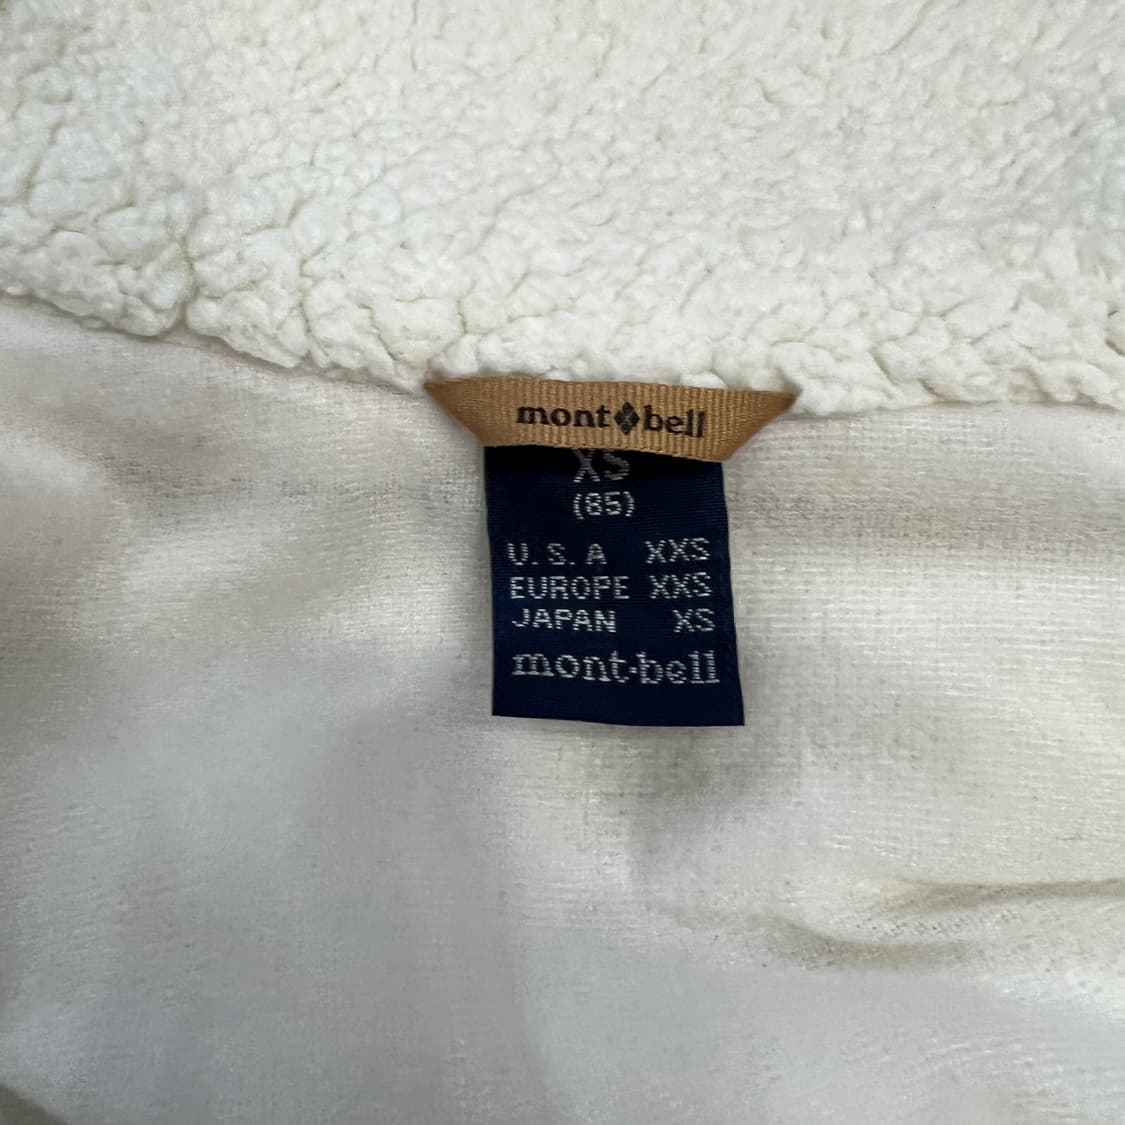 mont♦bell
XS
(85)
U.S.A XXS
EUROPE XXS
JAPAN XS
mont·bell